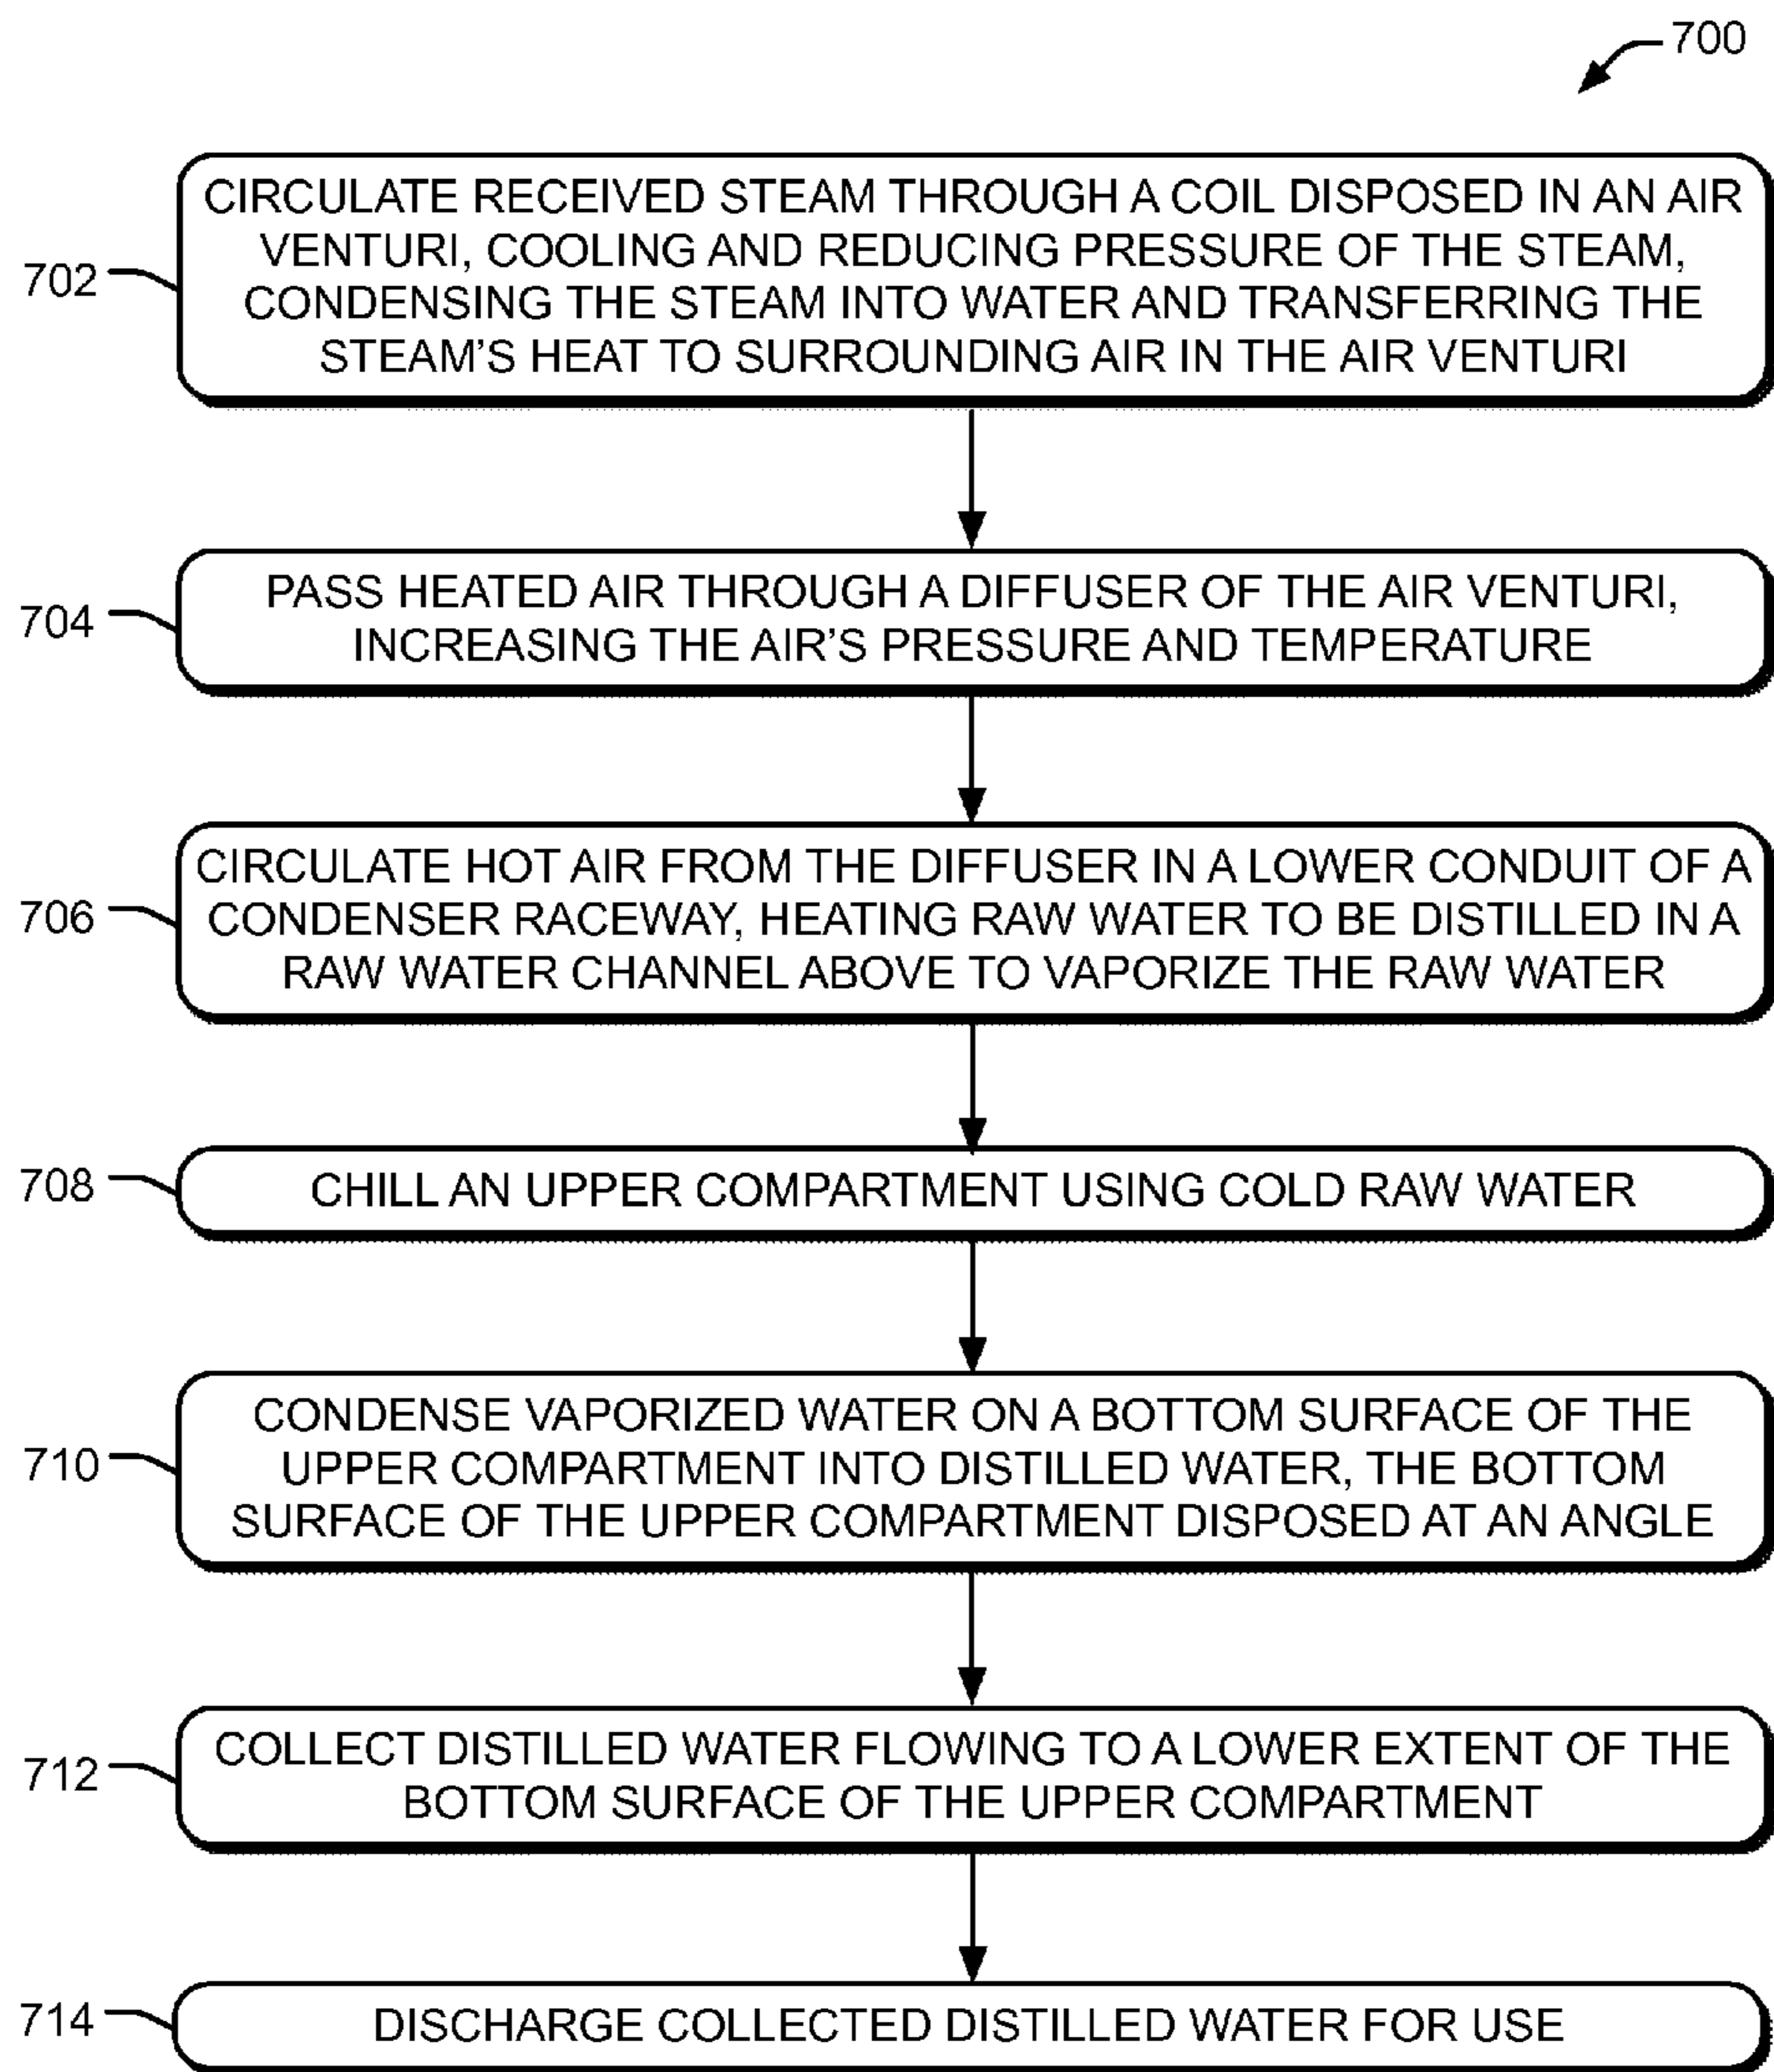 700
702
CIRCULATE RECEIVED STEAM THROUGH A COIL DISPOSED IN AN AIR
VENTURI, COOLING AND REDUCING PRESSURE OF THE STEAM,
CONDENSING THE STEAM INTO WATER AND TRANSFERRING THE
STEAM'S HEAT TO SURROUNDING AIR IN THE AIR VENTURI
704
PASS HEATED AIR THROUGH A DIFFUSER OF THE AIR VENTURI,
INCREASING THE AIR'S PRESSURE AND TEMPERATURE
706
CIRCULATE HOT AIR FROM THE DIFFUSER IN A LOWER CONDUIT OF A
CONDENSER RACEWAY, HEATING RAW WATER TO BE DISTILLED IN A
RAW WATER CHANNEL ABOVE TO VAPORIZE THE RAW WATER
708
CHILL AN UPPER COMPARTMENT USING COLD RAW WATER
710
CONDENSE VAPORIZED WATER ON A BOTTOM SURFACE OF THE
UPPER COMPARTMENT INTO DISTILLED WATER, THE BOTTOM
SURFACE OF THE UPPER COMPARTMENT DISPOSED AT AN ANGLE
712
COLLECT DISTILLED WATER FLOWING TO A LOWER EXTENT OF THE
BOTTOM SURFACE OF THE UPPER COMPARTMENT
714
DISCHARGE COLLECTED DISTILLED WATER FOR USE